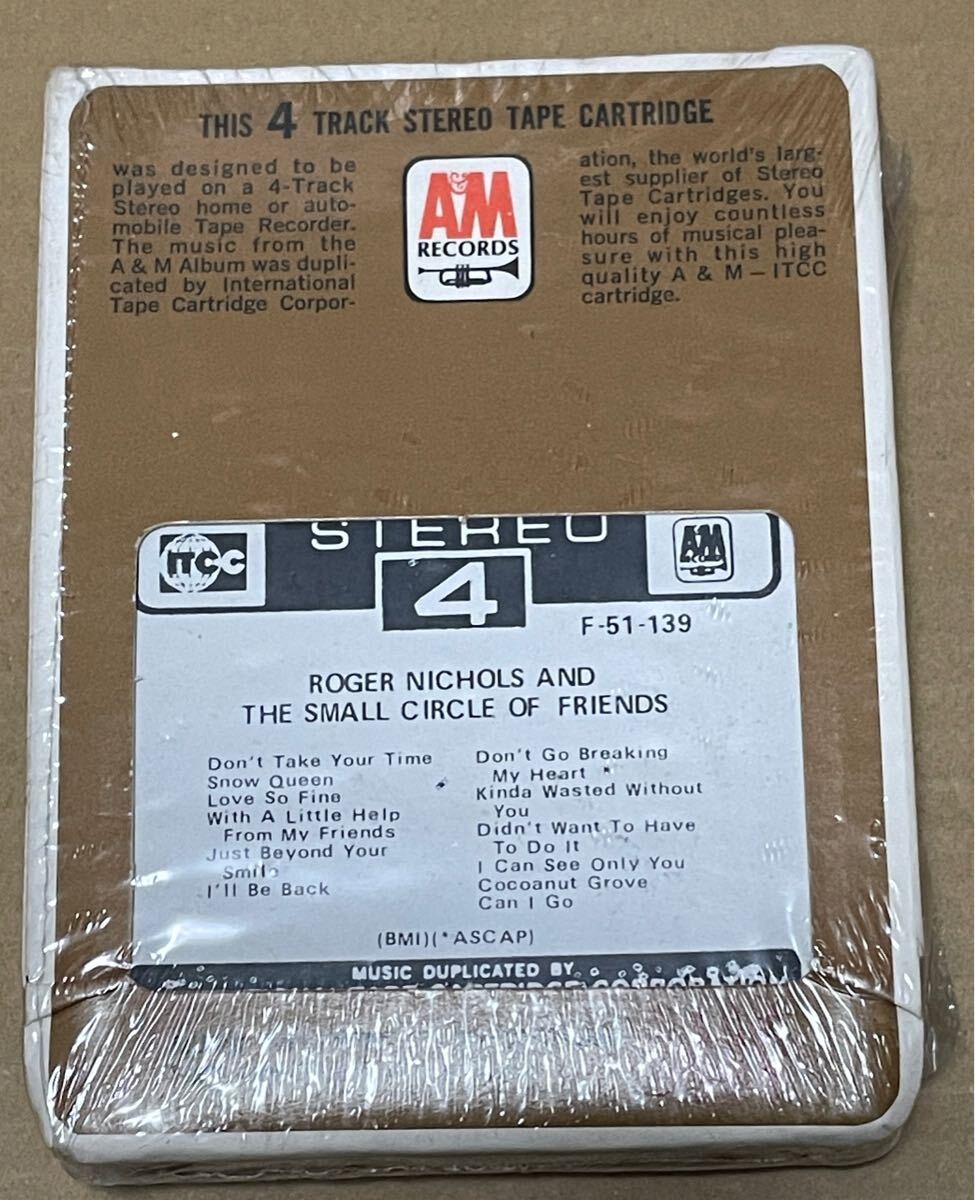 THIS 4 TRACK STEREO TAPE CARTRIDGE
was designed to be
played on a 4-Track
Stereo home or auto-
mobile Tape Recorder.
The music from the
A & M Album was dupli-
cated by International
Tape Cartridge Corpor-
A&M
RECORDS
ation, the world's larg-
est supplier of Stereo
Tape Cartridges. You
will enjoy countless
hours of musical plea-
sure with this high
quality A & M — ITCC
cartridge.
ITCC
STEREO
4
A&M
F-51-139
ROGER NICHOLS AND
THE SMALL CIRCLE OF FRIENDS
Don't Take Your Time
Snow Queen *
Love So Fine
With A Little Help
From My Friends
Just Beyond Your
Smile
I'll Be Back
Don't Go Breaking
My Heart *
Kinda Wasted Without
You
Didn't Want To Have
To Do It
I Can See Only You
Cocoanut Grove
Can I Go
(BMI)(*ASCAP)
MUSIC DUPLICATED BY
TAPE CARTRIDGE CORPORATION